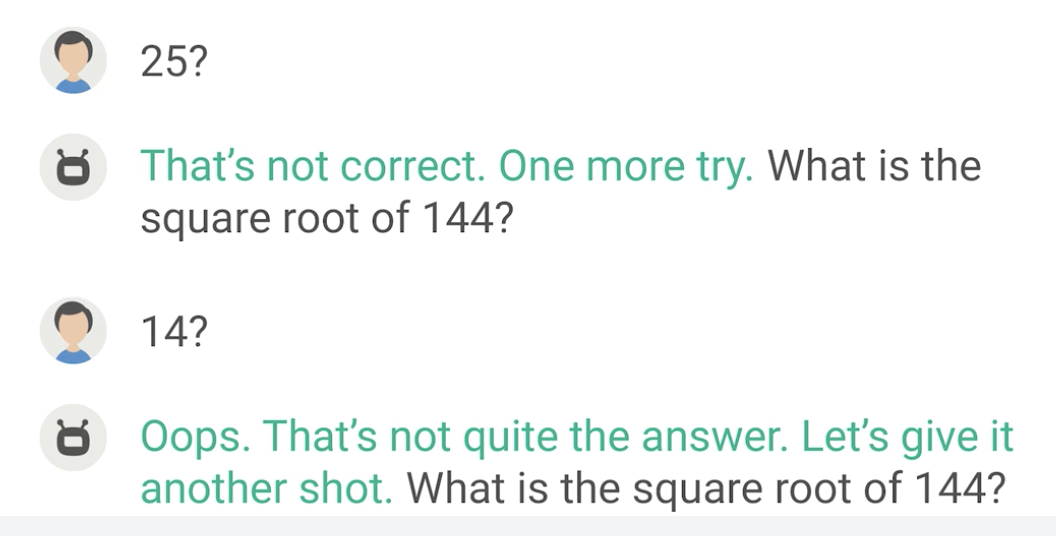 25?
That’s not correct. One more try. What is the
square root of 144?
14?
Oops. That’s not quite the answer. Let’s give it
another shot. What is the square root of 144?